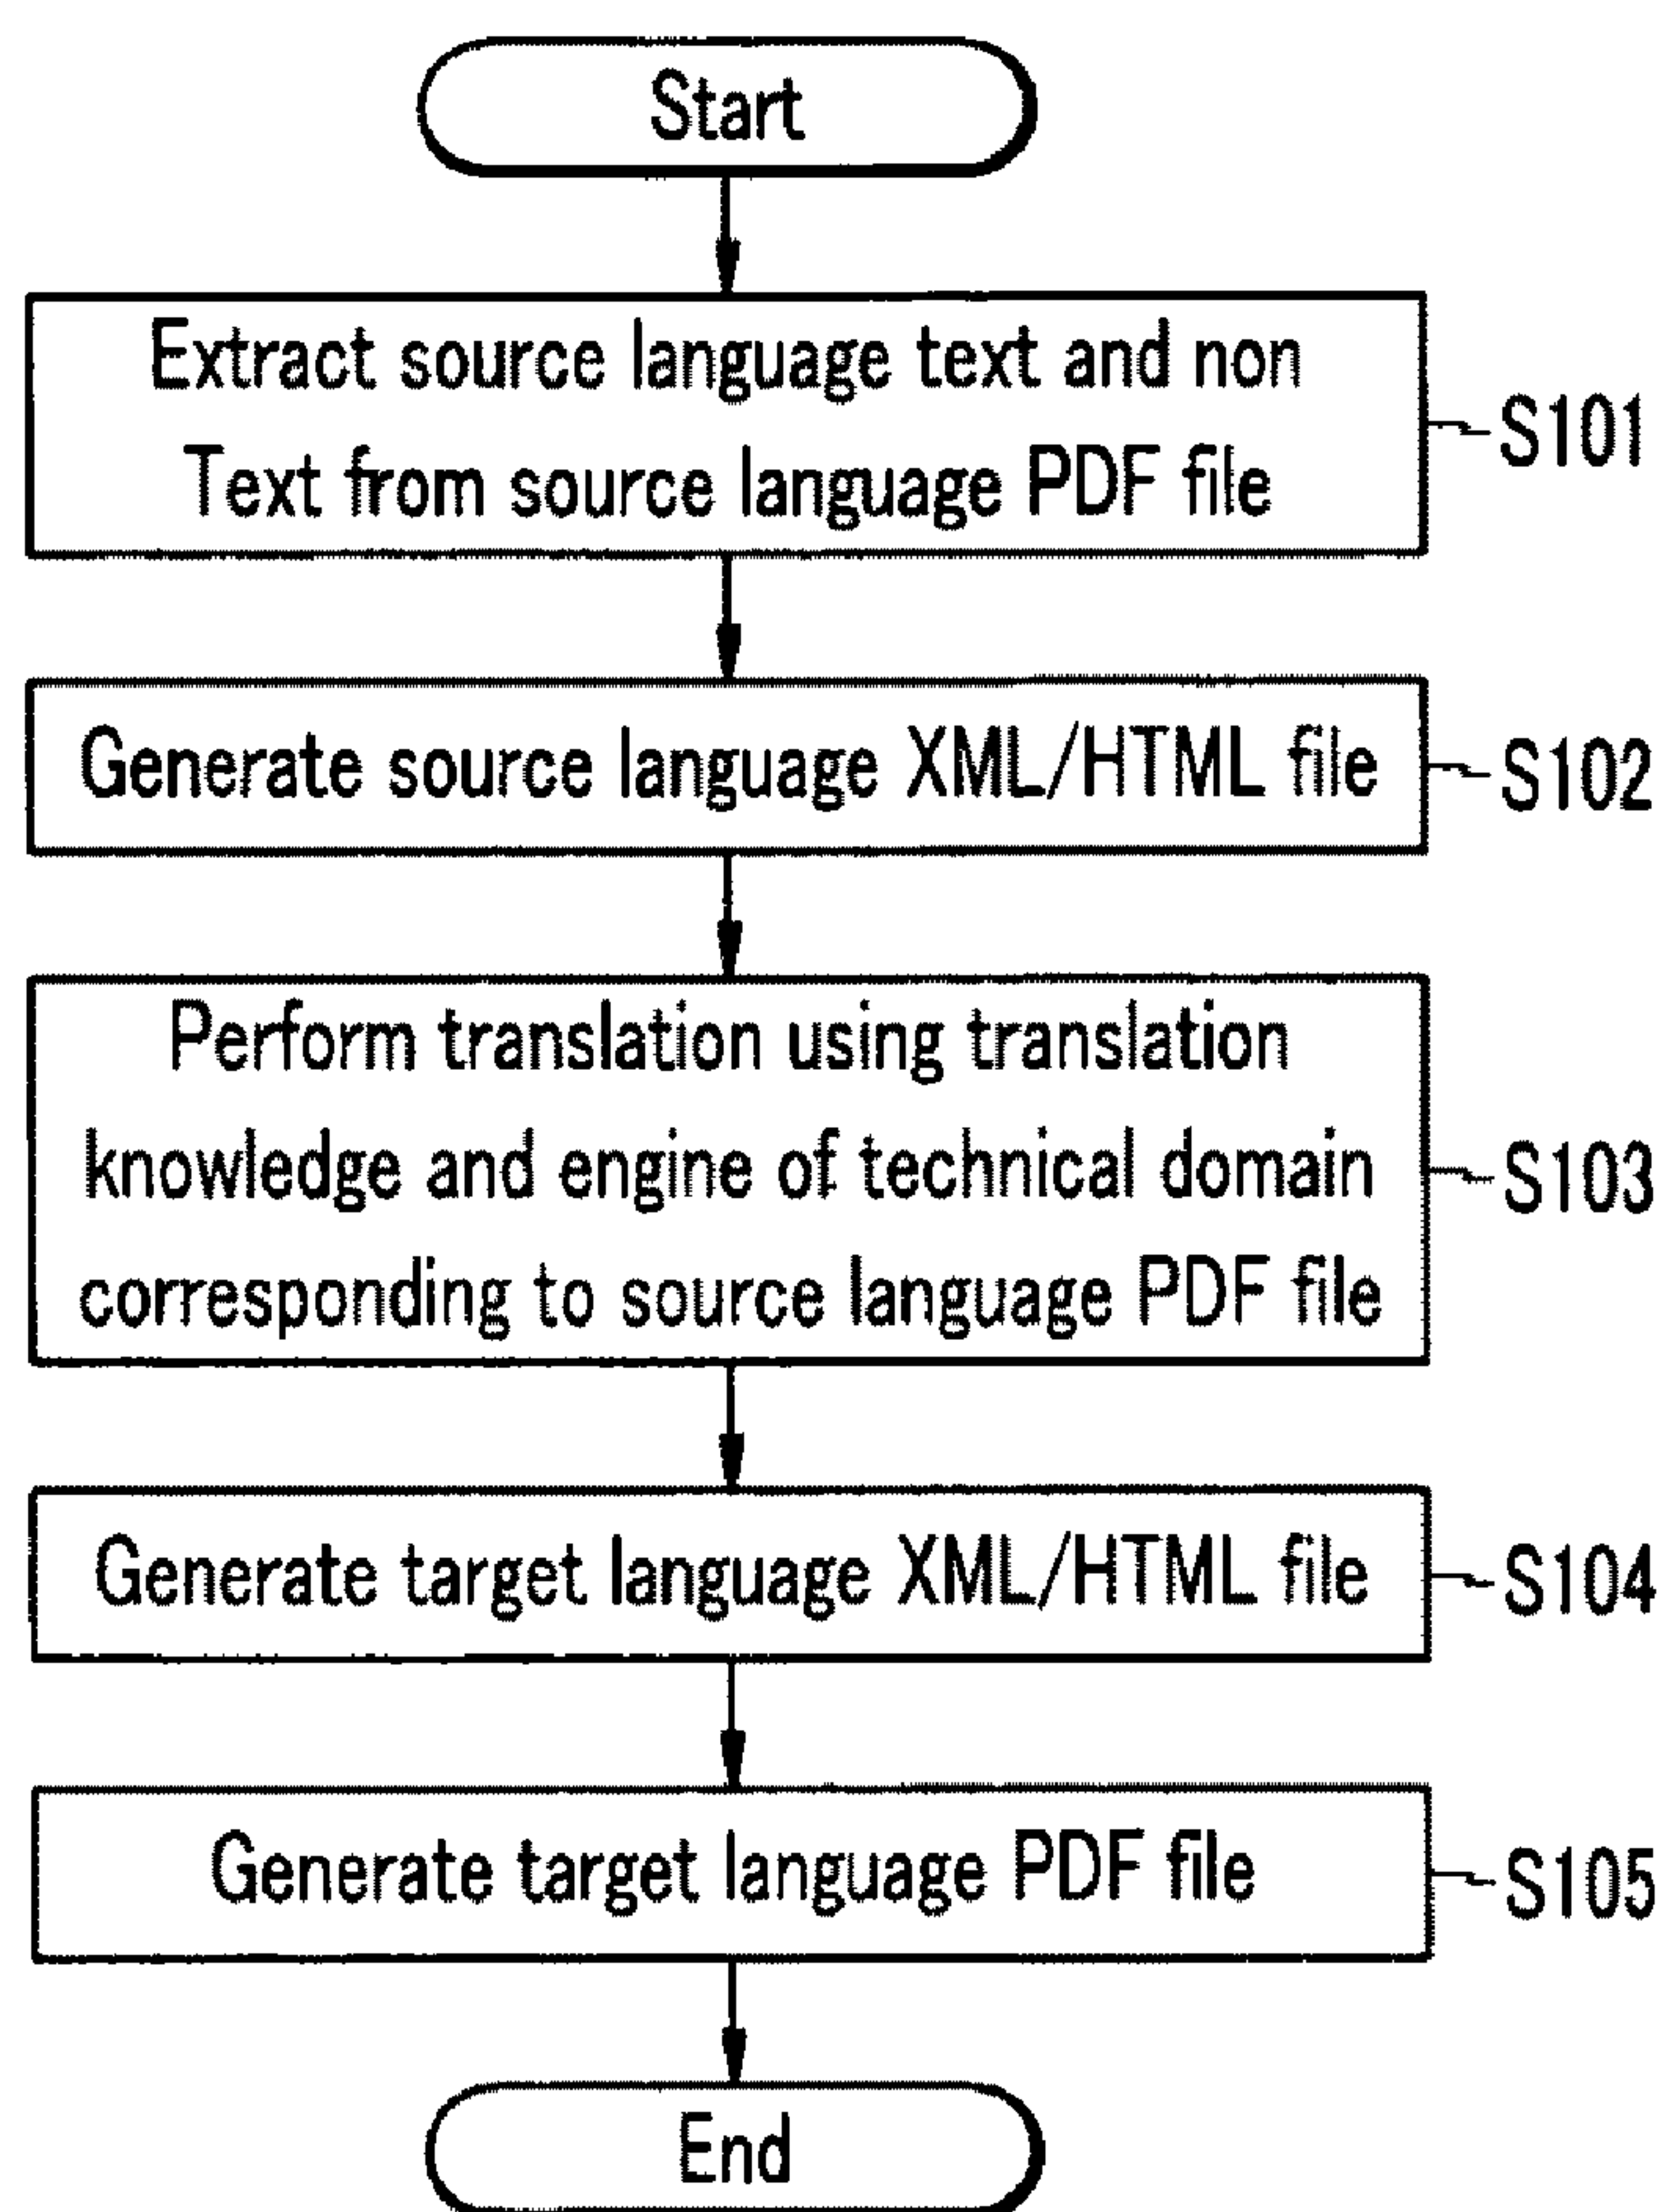 Start
Extract source language text and non
Text from source language PDF file
S101
Generate source language XML/HTML file
S102
Perform translation using translation
knowledge and engine of technical domain
corresponding to source language PDF file
S103
Generate target language XML/HTML file
S104
Generate target language PDF file
S105
End